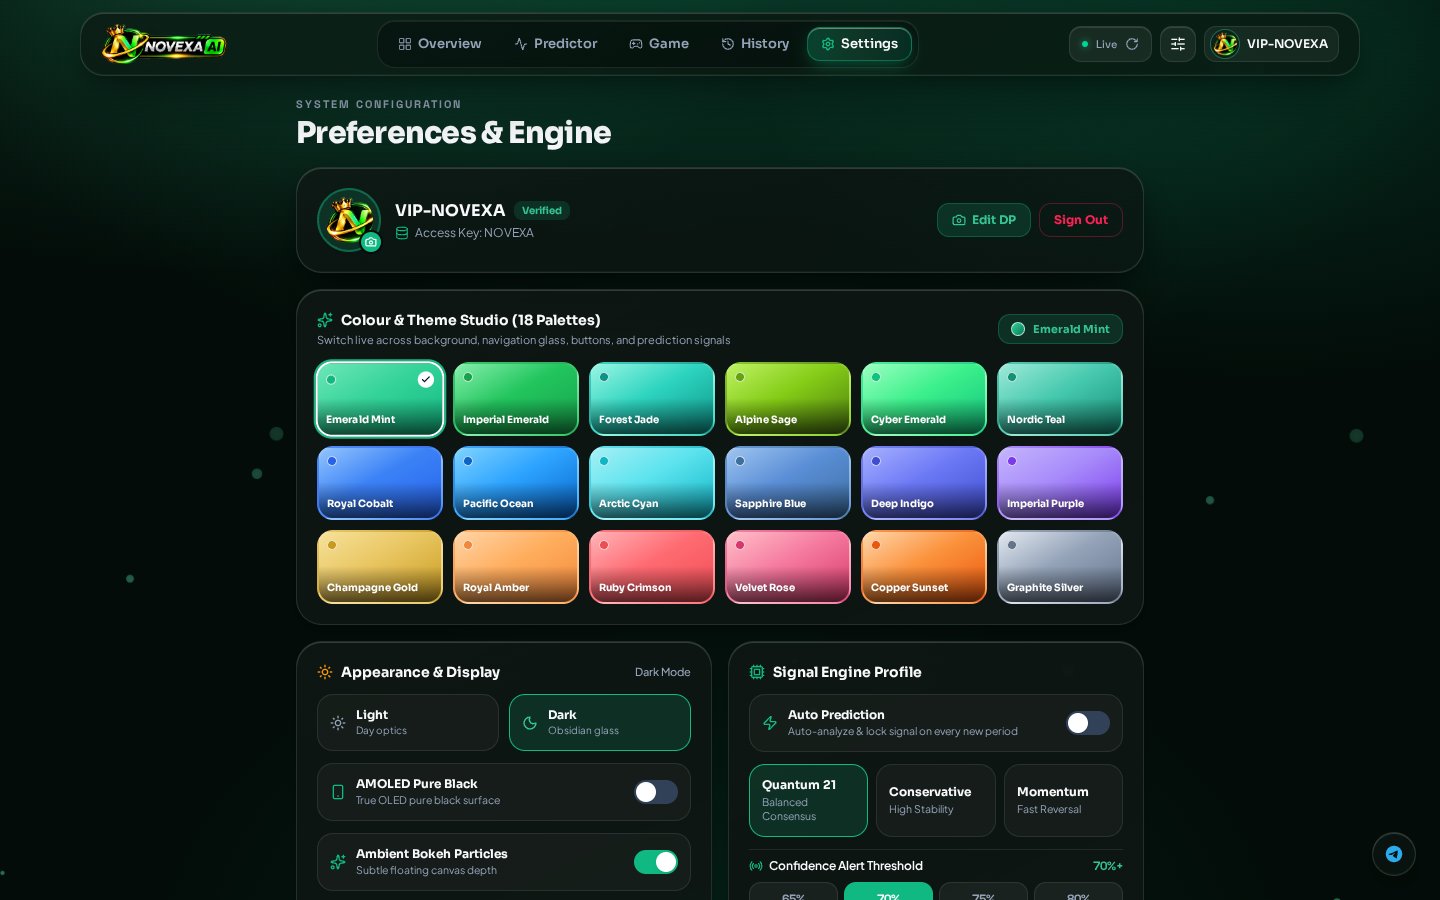 NOVEXA AI
Overview
Predictor
Game
History
Settings
Live
VIP-NOVEXA
SYSTEM CONFIGURATION
Preferences & Engine
VIP-NOVEXA
Verified
Access Key: NOVEXA
Edit DP
Sign Out
Colour & Theme Studio (18 Palettes)
Switch live across background, navigation glass, buttons, and prediction signals
Emerald Mint
Emerald Mint
Imperial Emerald
Forest Jade
Alpine Sage
Cyber Emerald
Nordic Teal
Royal Cobalt
Pacific Ocean
Arctic Cyan
Sapphire Blue
Deep Indigo
Imperial Purple
Champagne Gold
Royal Amber
Ruby Crimson
Velvet Rose
Copper Sunset
Graphite Silver
Appearance & Display
Dark Mode
Light
Day optics
Dark
Obsidian glass
AMOLED Pure Black
True OLED pure black surface
Ambient Bokeh Particles
Subtle floating canvas depth
Signal Engine Profile
Auto Prediction
Auto-analyze & lock signal on every new period
Quantum 21
Balanced
Consensus
Conservative
High Stability
Momentum
Fast Reversal
Confidence Alert Threshold
70%+
65%
70%
75%
80%